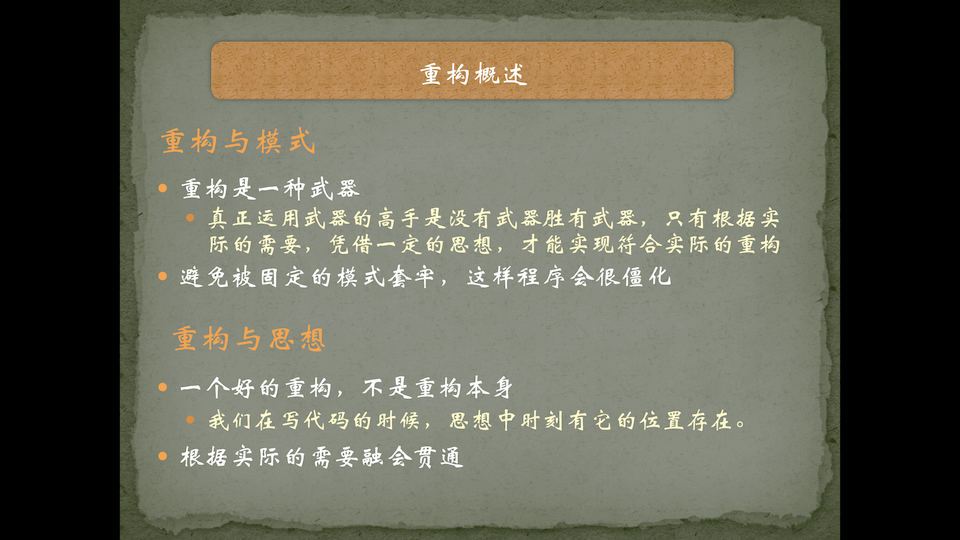 重构概述
重构与模式
重构是一种武器
真正运用武器的高手是没有武器胜有武器，只有根据实
际的需要，凭借一定的思想，才能实现符合实际的重构
避免被固定的模式套牢，这样程序会很僵化
重构与思想
一个好的重构，不是重构本身
我们在写代码的时候，思想中时刻有它的位置存在。
根据实际的需要融会贯通